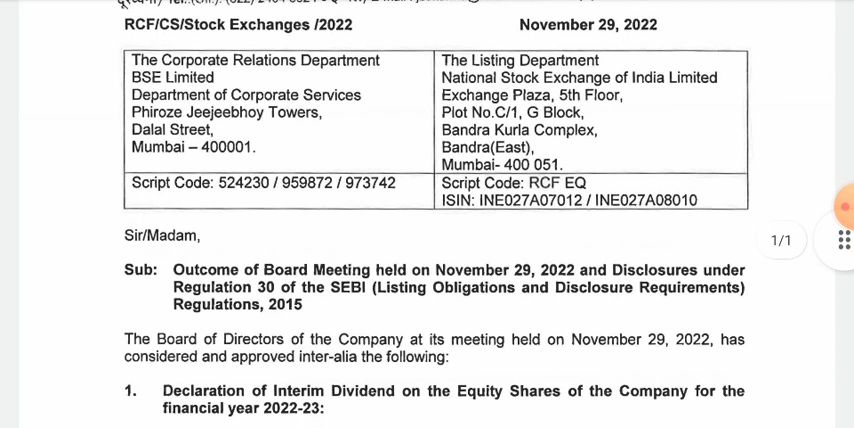 RCF/CS/Stock Exchanges /2022 November 29, 2022
The Corporate Relations Department
BSE Limited
Department of Corporate Services
Phiroze Jeejeebhoy Towers,
Dalal Street,
Mumbai – 400001.
The Listing Department
National Stock Exchange of India Limited
Exchange Plaza, 5th Floor,
Plot No.C/1, G Block,
Bandra Kurla Complex,
Bandra(East),
Mumbai- 400 051.
Script Code: 524230 / 959872 / 973742
Script Code: RCF EQ
ISIN: INE027A07012 / INE027A08010
Sir/Madam,
1/1
Sub: Outcome of Board Meeting held on November 29, 2022 and Disclosures under
Regulation 30 of the SEBI (Listing Obligations and Disclosure Requirements)
Regulations, 2015
The Board of Directors of the Company at its meeting held on November 29, 2022, has
considered and approved inter-alia the following:
1. Declaration of Interim Dividend on the Equity Shares of the Company for the
financial year 2022-23: